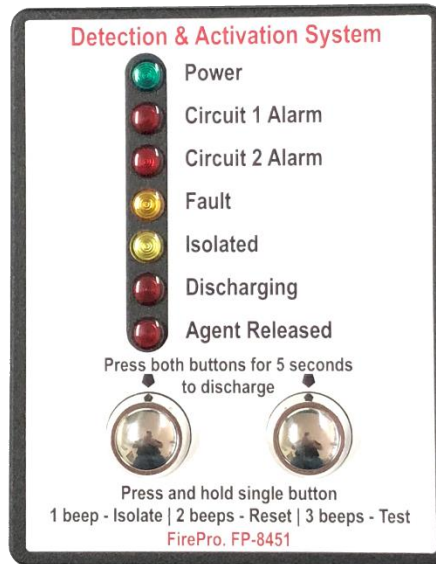 Detection & Activation System
Power
Circuit 1 Alarm
Circuit 2 Alarm
Fault
Isolated
Discharging
Agent Released
Press both buttons for 5 seconds
to discharge
Press and hold single button
1 beep - Isolate | 2 beeps - Reset | 3 beeps - Test
FirePro. FP-8451